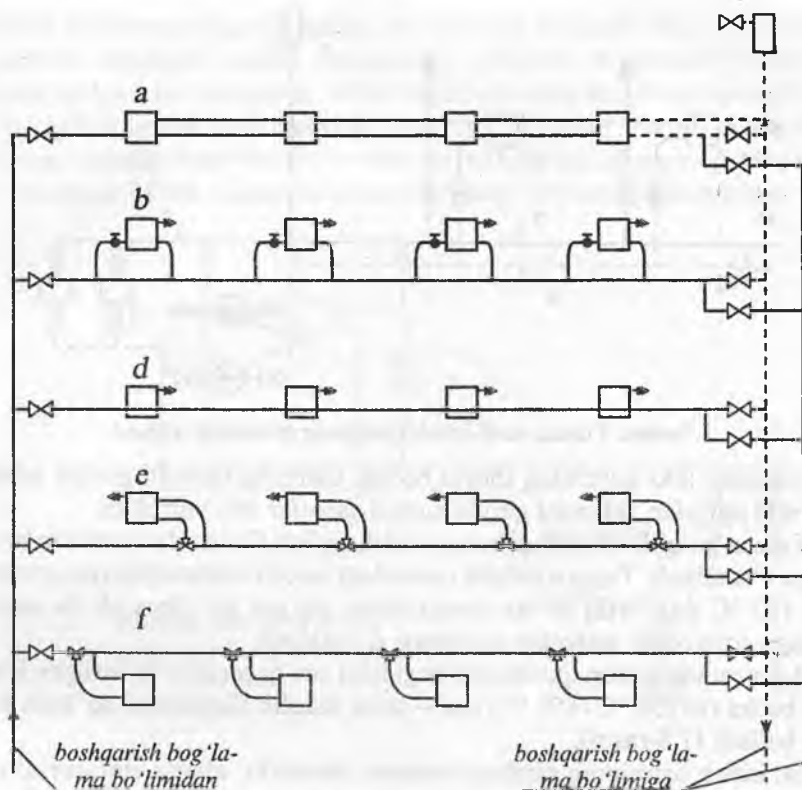 a
b
d
e
f
boshqarish bog‘la-
ma bo‘limidan
boshqarish bog‘la-
ma bo‘limiga